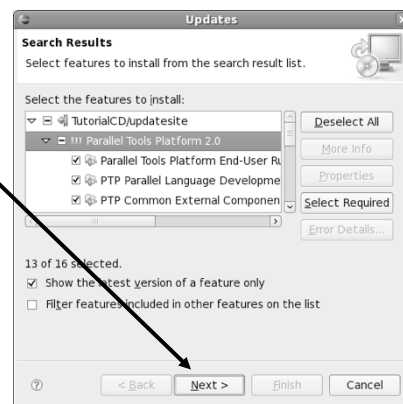 Updates
Search Results
Select features to install from the search result list.
Select the features to install:
TutorialCD/updatesite
Parallel Tools Platform 2.0
Parallel Tools Platform End-User Ru
PTP Parallel Language Developme
PTP Common External Componen
Deselect All
More Info
Properties
Select Required
Error Details...
13 of 16 selected.
Show the latest version of a feature only
Filter features included in other features on the list
< Back
Next >
Finish
Cancel